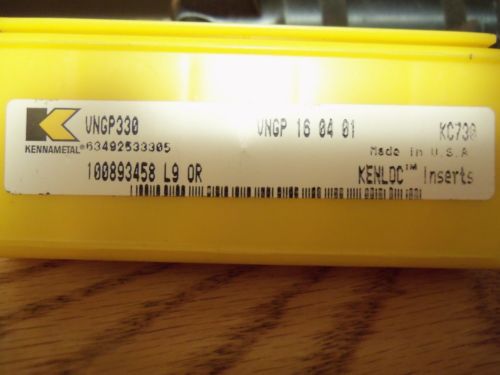 VNGP330 VNGP 16 04 01 KC730
KENNAMETAL® 63492533305 Made in U.S.A
100893458 L9 OR KENLOC™ Inserts